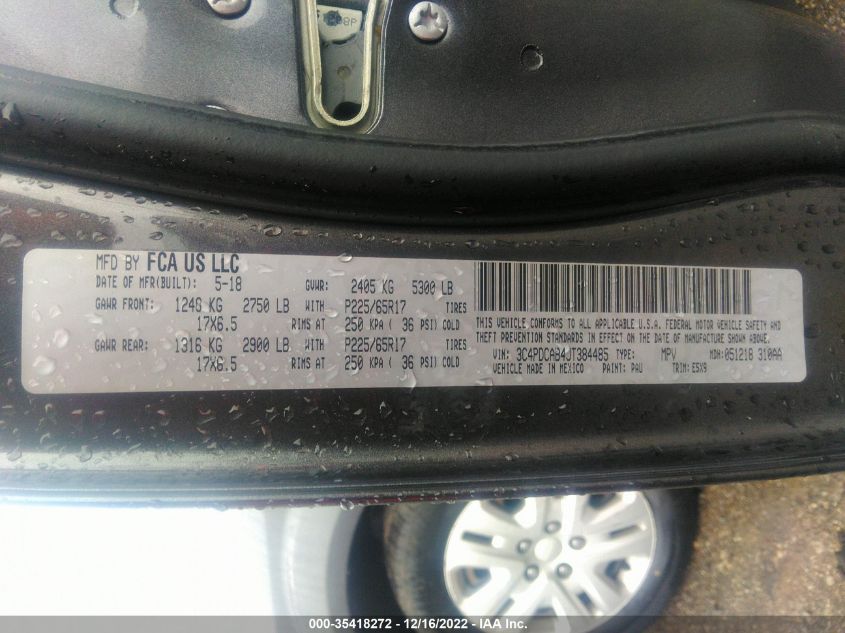 MFD BY FCA US LLC
DATE OF MFR(BUILT): 5-18 GVWR: 2405 KG 5300 LB
GAWR FRONT: 1246 KG 2750 LB WITH P225/65R17 TIRES
17X6.5 RIMS AT 250 KPA ( 36 PSI) COLD
GAWR REAR: 1316 KG 2900 LB WITH P225/65R17 TIRES
17X6.5 RIMS AT 250 KPA ( 36 PSI) COLD
THIS VEHICLE CONFORMS TO ALL APPLICABLE U.S.A. FEDERAL MOTOR VEHICLE SAFETY AND
THEFT PREVENTION STANDARDS IN EFFECT ON THE DATE OF MANUFACTURE SHOWN ABOVE.
VIN: 3C4PDCAB4JT384485 TYPE: MPV MDH: 051218 310AA
VEHICLE MADE IN MEXICO PAINT: PAU TRIM: E5X9
000-35418272 - 12/16/2022 - IAA Inc.